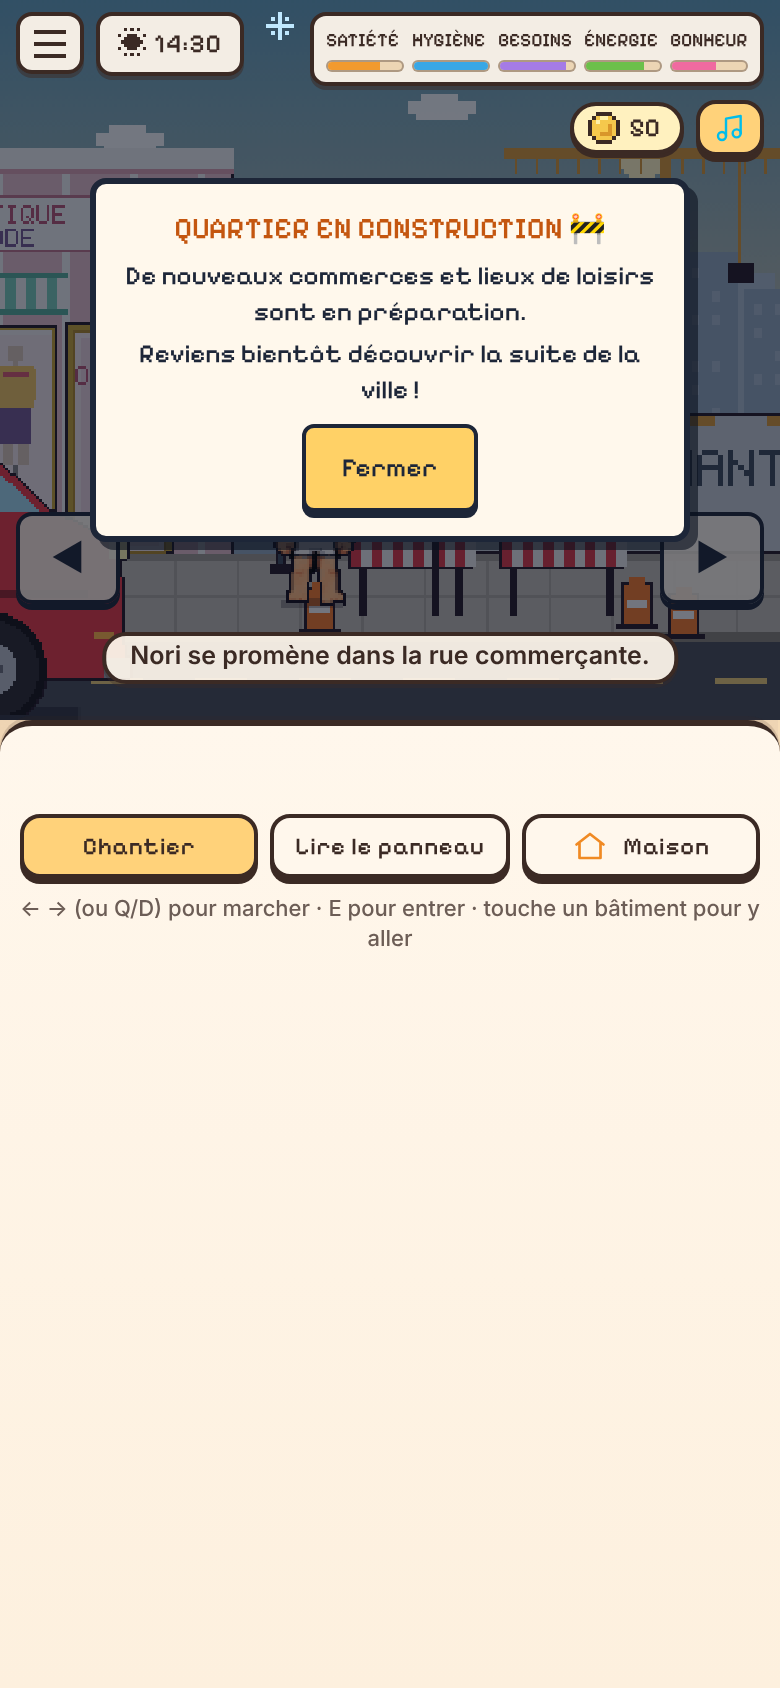 14:30
SATIÉTÉ HYGIÈNE BESOINS ÉNERGIE BONHEUR
50
QUARTIER EN CONSTRUCTION 🚧
De nouveaux commerces et lieux de loisirs
sont en préparation.
Reviens bientôt découvrir la suite de la
ville !
Fermer
Nori se promène dans la rue commerçante.
Chantier
Lire le panneau
Maison
← → (ou Q/D) pour marcher · E pour entrer · touche un bâtiment pour y
aller